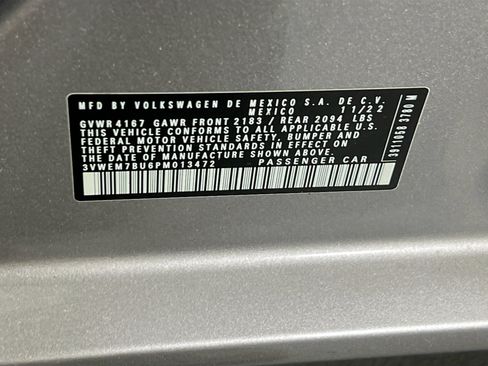 MFD BY VOLKSWAGEN DE MEXICO S.A. DE C.V.
MEXICO 11/22
GVWR 4167 GAWR FRONT 2183 / REAR 2094 LBS
THIS VEHICLE CONFORMS TO ALL APPLICABLE
FEDERAL MOTOR VEHICLE SAFETY, BUMPER AND
THEFT PREVENTION STANDARDS IN EFFECT ON
THE DATE OF MANUFACTURE SHOWN ABOVE
3VWEM7BU6PM013472 PASSENGER CAR
3911058 3780 M